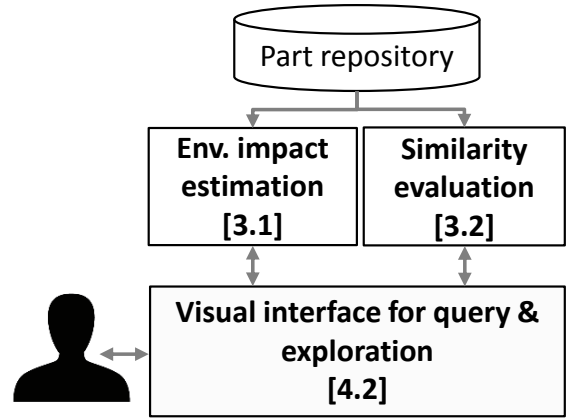 Part repository
Env. impact
estimation
[3.1]
Similarity
evaluation
[3.2]
Visual interface for query &
exploration
[4.2]